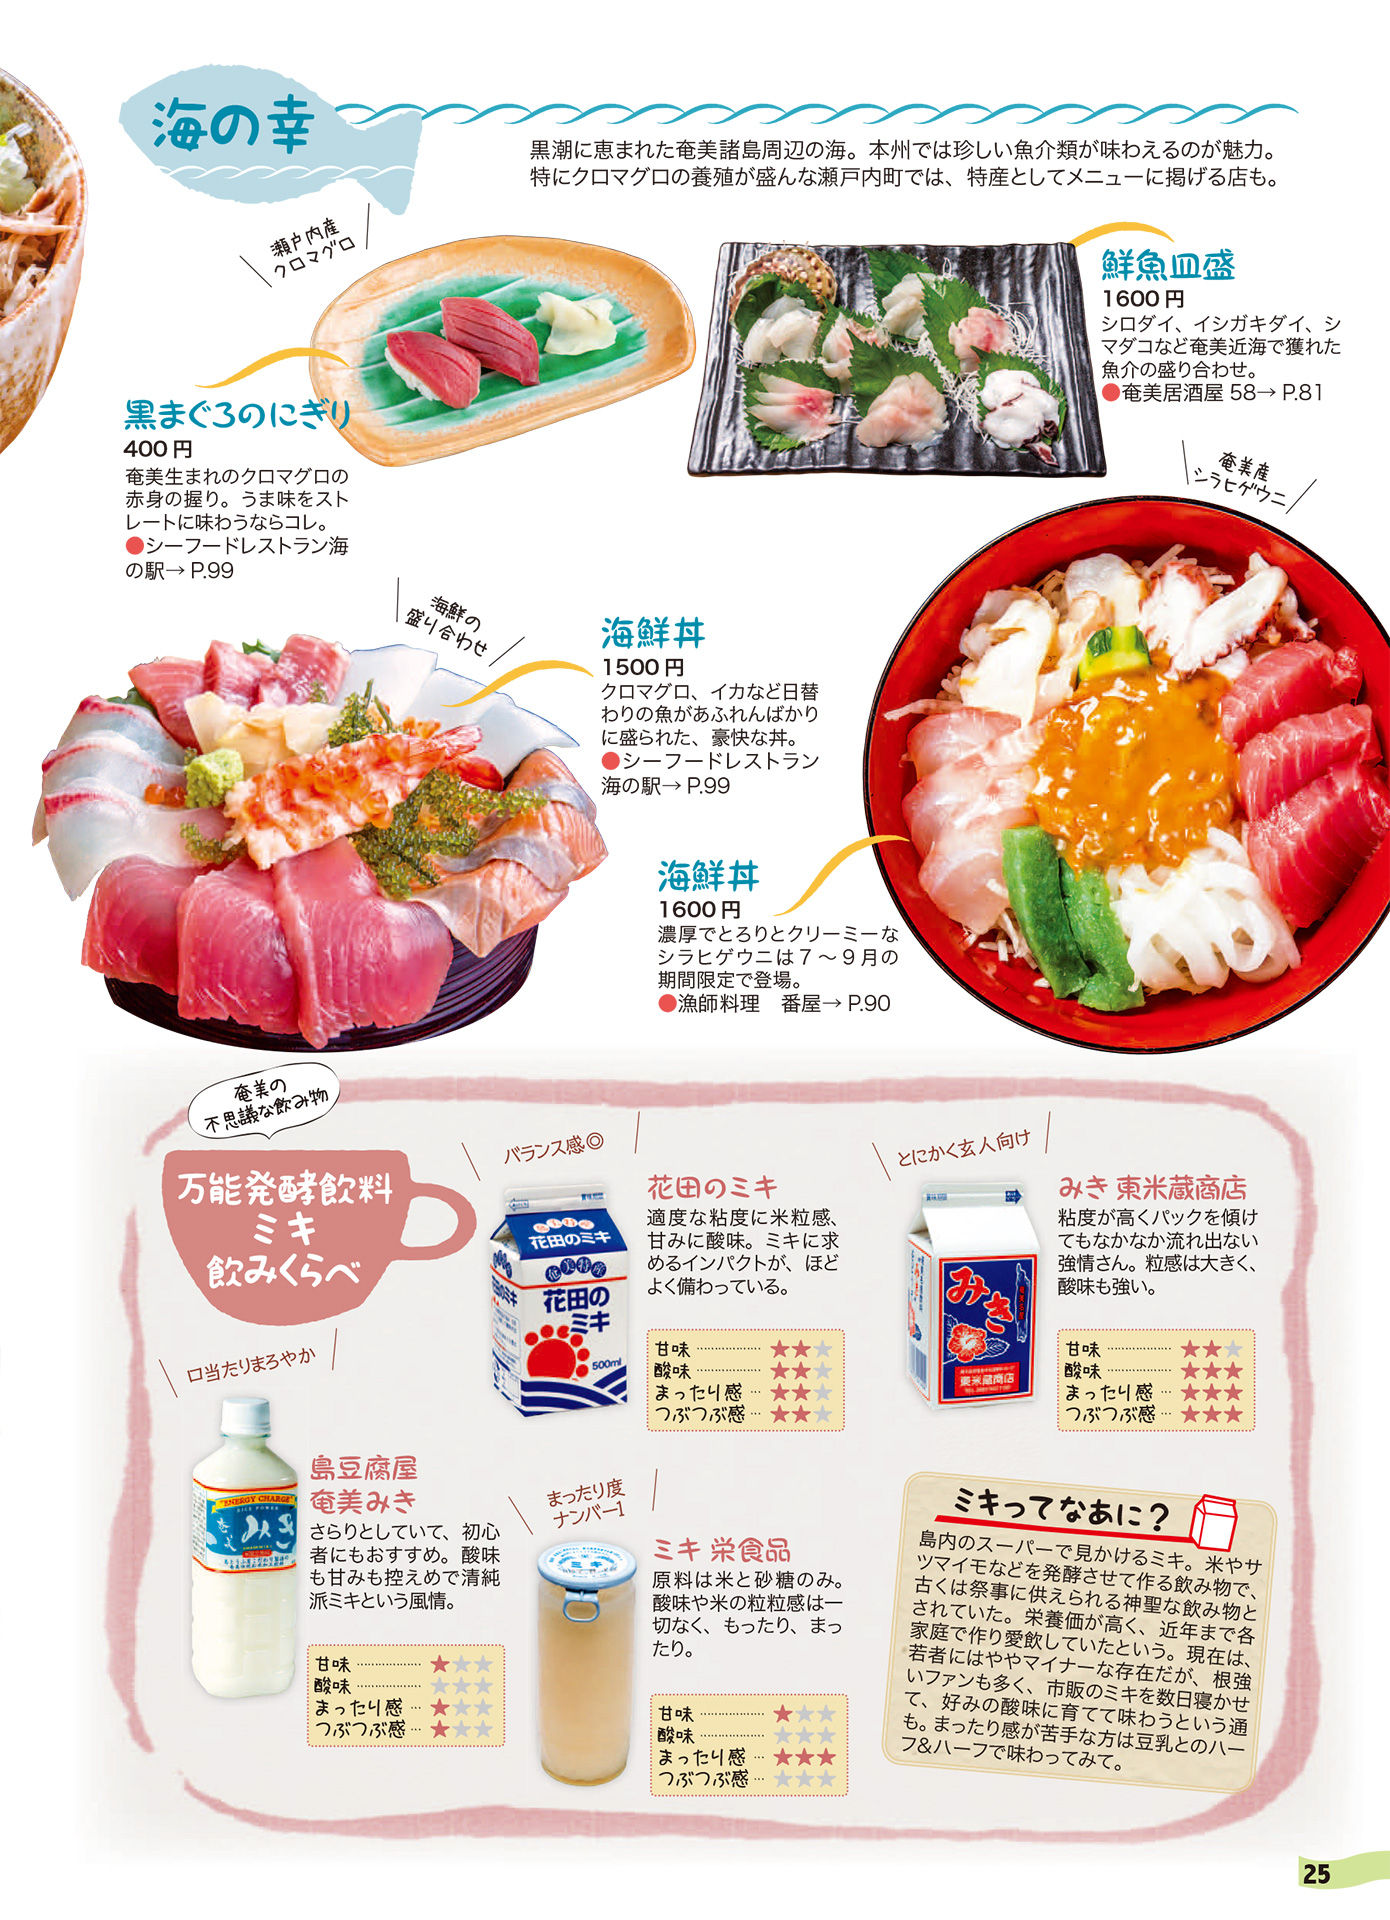 海の幸
黒潮に恵まれた奄美諸島周辺の海。本州では珍しい魚介類が味わえるのが魅力。
特にクロマグロの養殖が盛んな瀬戸内町では、特産としてメニューに掲げる店も。
瀬戸内産
クロマグロ
黒まぐろのにぎり
400円
奄美生まれのクロマグロの
赤身の握り。うま味をスト
レートに味わうならコレ。
●シーフードレストラン海
の駅→P.99
鮮魚皿盛
1600円
シロダイ、イシガキダイ、シ
マダコなど奄美近海で獲れた
魚介の盛り合わせ。
●奄美居酒屋 58→P.81
海鮮の
盛り合わせ
海鮮丼
1500円
クロマグロ、イカなど日替
わりの魚があふれんばかり
に盛られた、豪快な丼。
●シーフードレストラン
海の駅→P.99
奄美産
シラヒゲウニ
海鮮丼
1600円
濃厚でとろりとクリーミーな
シラヒゲウニは7〜9月の
期間限定で登場。
●漁師料理　番屋→P.90
奄美の
不思議な飲み物
万能発酵飲料
ミキ
飲みくらべ
バランス感◎
花田のミキ
花田の
ミキ
500ml
花田のミキ
適度な粘度に米粒感、
甘みに酸味。ミキに求
めるインパクトが、ほど
よく備わっている。
甘味 ………… ★★☆
酸味 ………… ★★☆
まったり感 … ★★☆
つぶつぶ感 … ★★☆
とにかく玄人向け
みき
東米蔵商店
みき 東米蔵商店
粘度が高くパックを傾け
てもなかなか流れ出ない
強情さん。粒感は大きく、
酸味も強い。
甘味 ………… ★★☆
酸味 ………… ★★★
まったり感 … ★★★
つぶつぶ感 … ★★★
口当たりまろやか
ENERGY CHARGE
RICE POWER
奄美
みき
島豆腐屋
奄美みき
さらりとしていて、初心
者にもおすすめ。酸味
も甘みも控えめで清純
派ミキという風情。
甘味 ………… ★☆☆
酸味 ………… ☆☆☆
まったり感 … ★☆☆
つぶつぶ感 … ★☆☆
まったり度
ナンバー1
ミキ
ミキ 栄食品
原料は米と砂糖のみ。
酸味や米の粒粒感は一
切なく、もったり、まっ
たり。
甘味 ………… ★☆☆
酸味 ………… ☆☆☆
まったり感 … ★★★
つぶつぶ感 … ☆☆☆
ミキってなあに？
島内のスーパーで見かけるミキ。米やサ
ツマイモなどを発酵させて作る飲み物で、
古くは祭事に供えられる神聖な飲み物と
されていた。栄養価が高く、近年まで各
家庭で作り愛飲していたという。現在は、
若者にはややマイナーな存在だが、根強
いファンも多く、市販のミキを数日寝かせ
て、好みの酸味に育てて味わうという通
も。まったり感が苦手な方は豆乳とのハー
フ&ハーフで味わってみて。
25